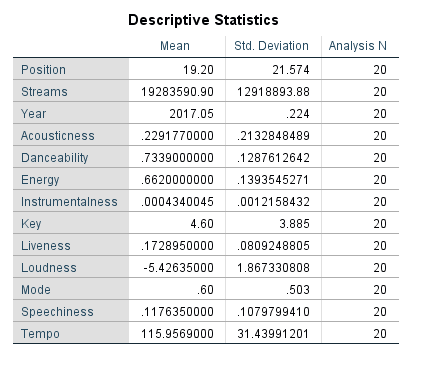 Descriptive Statistics
Mean Std. Deviation Analysis N
Position 19.20 21.574 20
Streams 19283590.90 12918893.88 20
Year 2017.05 .224 20
Acousticness .2291770000 .2132848489 20
Danceability .7339000000 .1287612642 20
Energy .6620000000 .1393545271 20
Instrumentalness .0004340045 .0012158432 20
Key 4.60 3.885 20
Liveness .1728950000 .0809248805 20
Loudness -5.42635000 1.867330808 20
Mode .60 .503 20
Speechiness .1176350000 .1079799410 20
Tempo 115.9569000 31.43991201 20